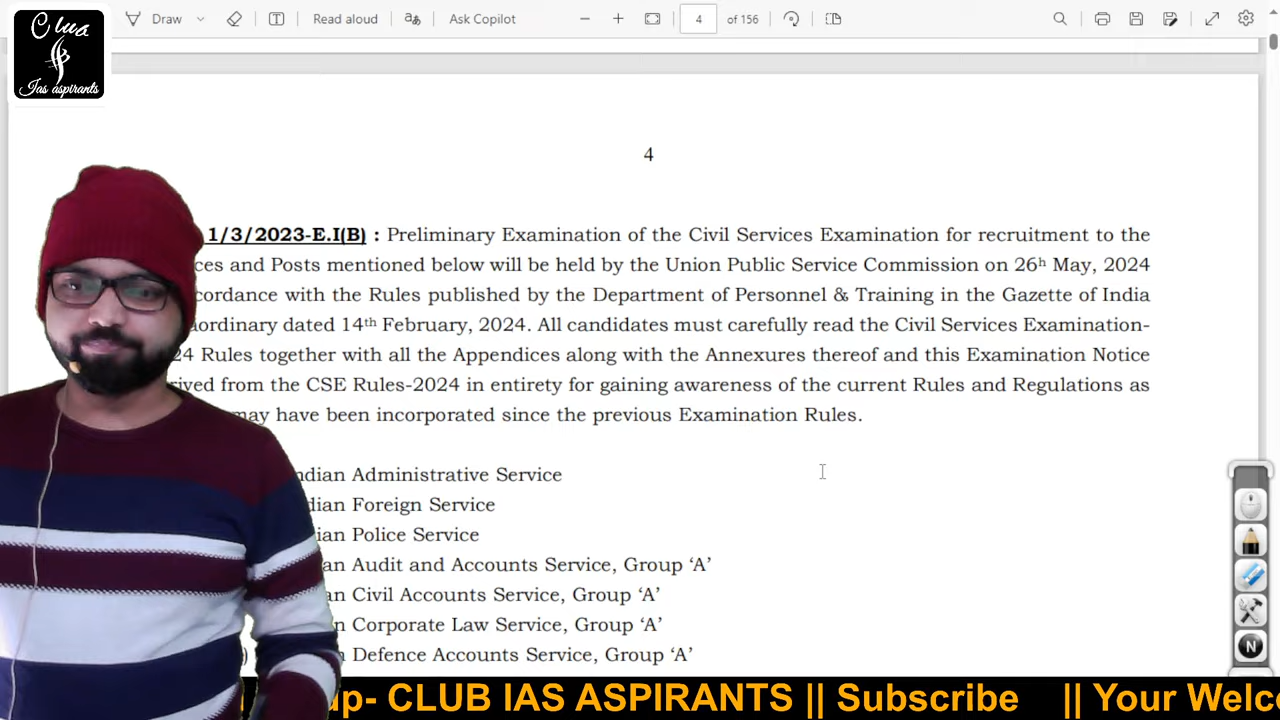 Draw
Read aloud
Ask Copilot
4
of 156
Clud
Ias aspirants
4
1/3/2023-E.I(B) : Preliminary Examination of the Civil Services Examination for recruitment to the
ces and Posts mentioned below will be held by the Union Public Service Commission on 26th May, 2024
cordance with the Rules published by the Department of Personnel & Training in the Gazette of India
aordinary dated 14th February, 2024. All candidates must carefully read the Civil Services Examination-
24 Rules together with all the Appendices along with the Annexures thereof and this Examination Notice
rived from the CSE Rules-2024 in entirety for gaining awareness of the current Rules and Regulations as
may have been incorporated since the previous Examination Rules.
ndian Administrative Service
dian Foreign Service
ian Police Service
an Audit and Accounts Service, Group ‘A’
an Civil Accounts Service, Group ‘A’
n Corporate Law Service, Group ‘A’
) n Defence Accounts Service, Group ‘A’
N
up- CLUB IAS ASPIRANTS || Subscribe || Your Welc